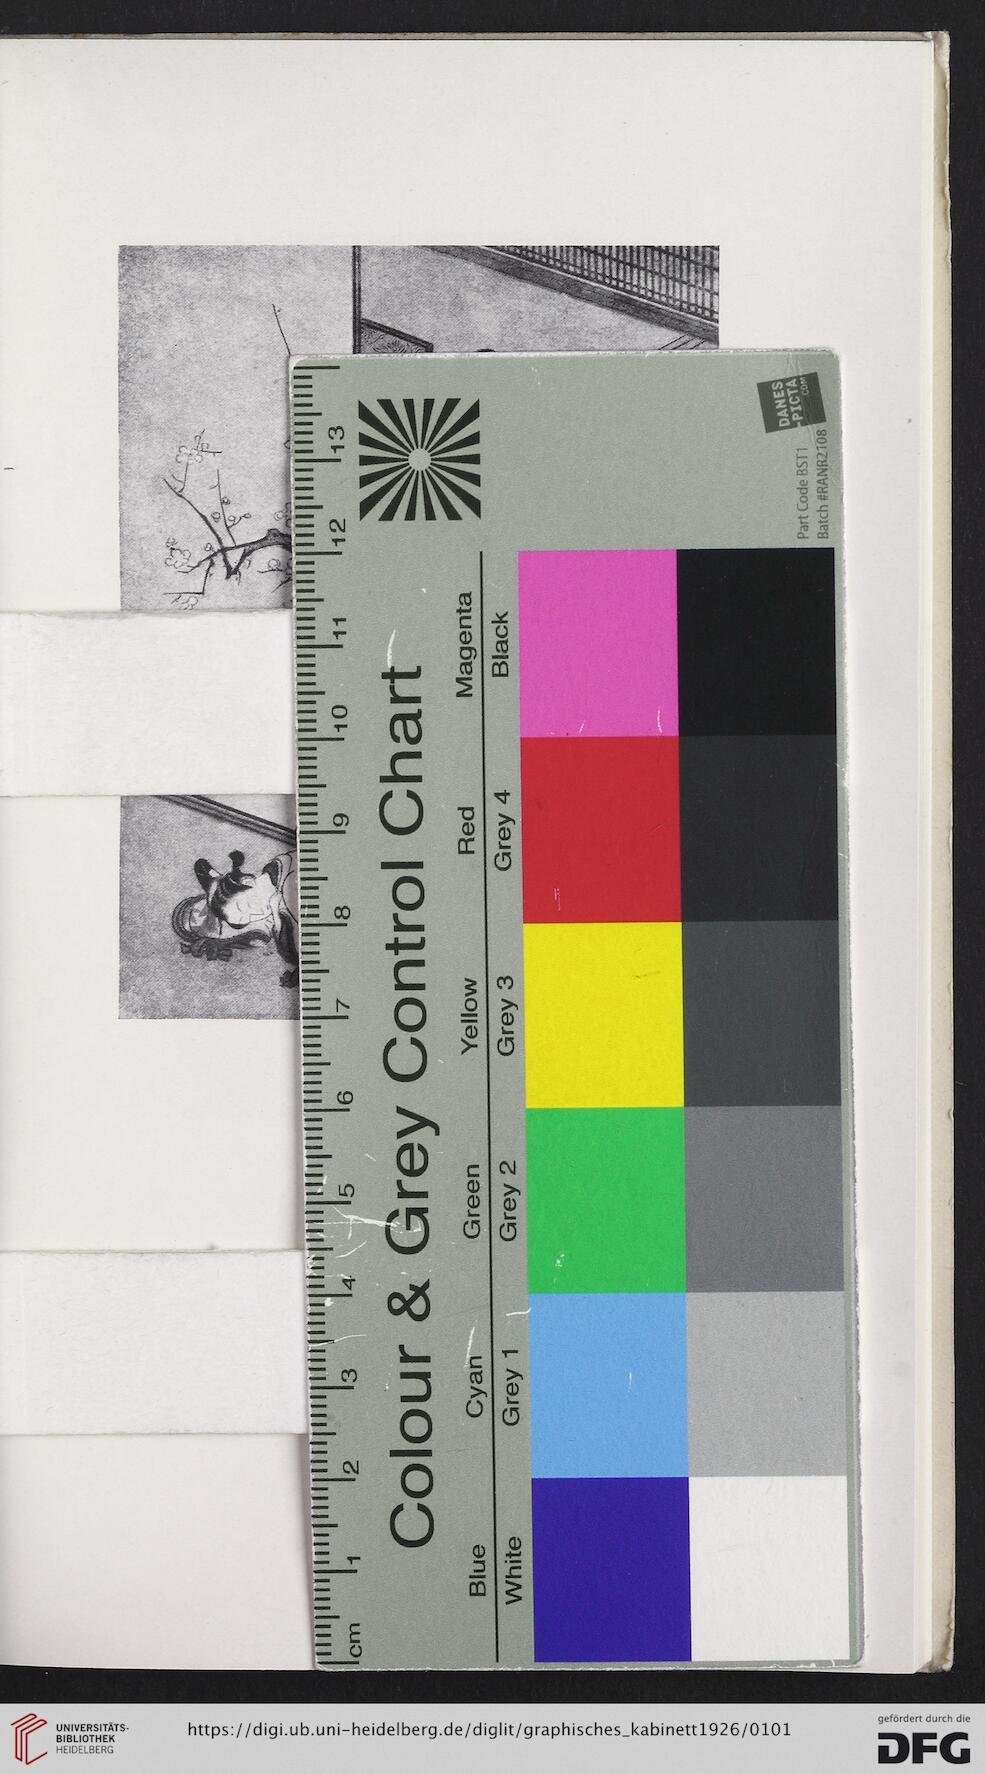 DANES
-PICTA
.COM
Part Code BST1
Batch #RANB2108
Colour & Grey Control Chart
Blue Cyan Green Yellow Red Magenta
White Grey 1 Grey 2 Grey 3 Grey 4 Black
cm 1 2 3 4 5 6 7 8 9 10 11 12 13
UNIVERSITÄTS-
BIBLIOTHEK
HEIDELBERG
https://digi.ub.uni-heidelberg.de/diglit/graphisches_kabinett1926/0101
gefördert durch die
DFG